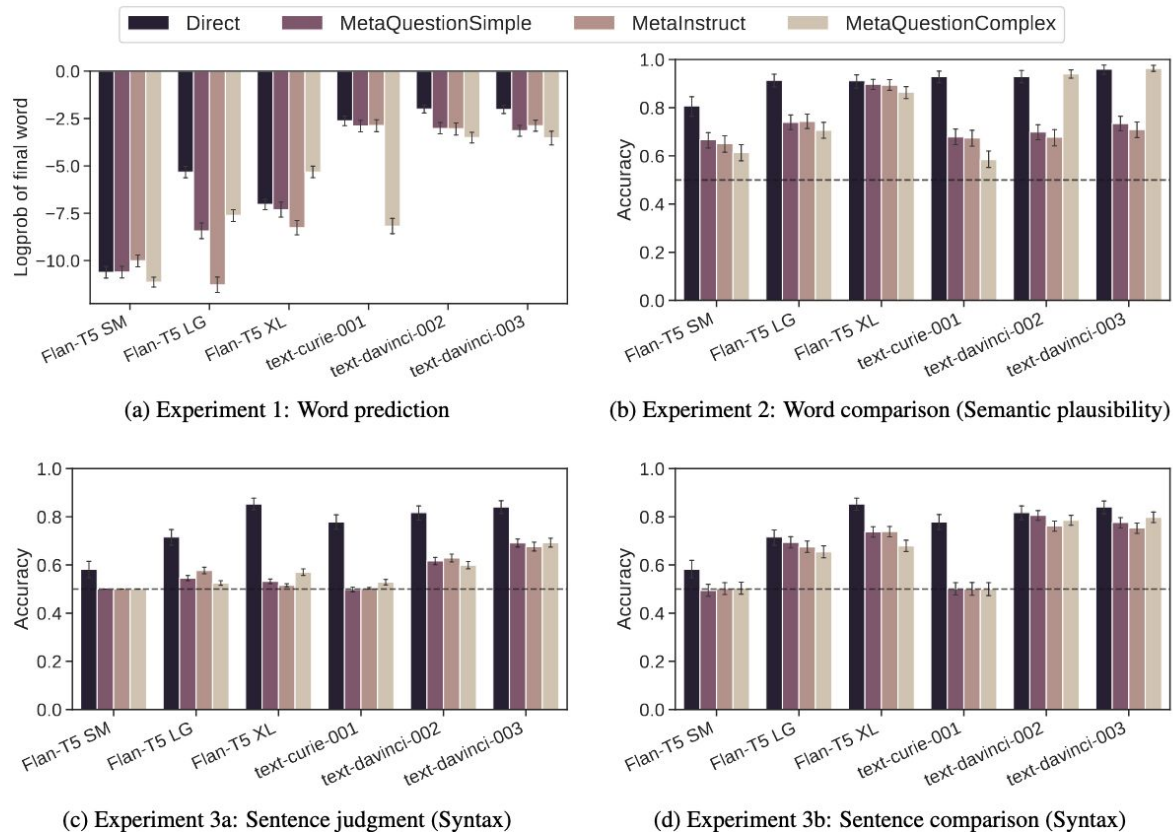 Direct MetaQuestionSimple MetaInstruct MetaQuestionComplex
Logprob of final word
0.0
−2.5
−5.0
−7.5
−10.0
Flan-T5 SM
Flan-T5 LG
Flan-T5 XL
text-curie-001
text-davinci-002
text-davinci-003
(a) Experiment 1: Word prediction
Accuracy
1.0
0.8
0.6
0.4
0.2
0.0
Flan-T5 SM
Flan-T5 LG
Flan-T5 XL
text-curie-001
text-davinci-002
text-davinci-003
(b) Experiment 2: Word comparison (Semantic plausibility)
Accuracy
1.0
0.8
0.6
0.4
0.2
0.0
Flan-T5 SM
Flan-T5 LG
Flan-T5 XL
text-curie-001
text-davinci-002
text-davinci-003
(c) Experiment 3a: Sentence judgment (Syntax)
Accuracy
1.0
0.8
0.6
0.4
0.2
0.0
Flan-T5 SM
Flan-T5 LG
Flan-T5 XL
text-curie-001
text-davinci-002
text-davinci-003
(d) Experiment 3b: Sentence comparison (Syntax)